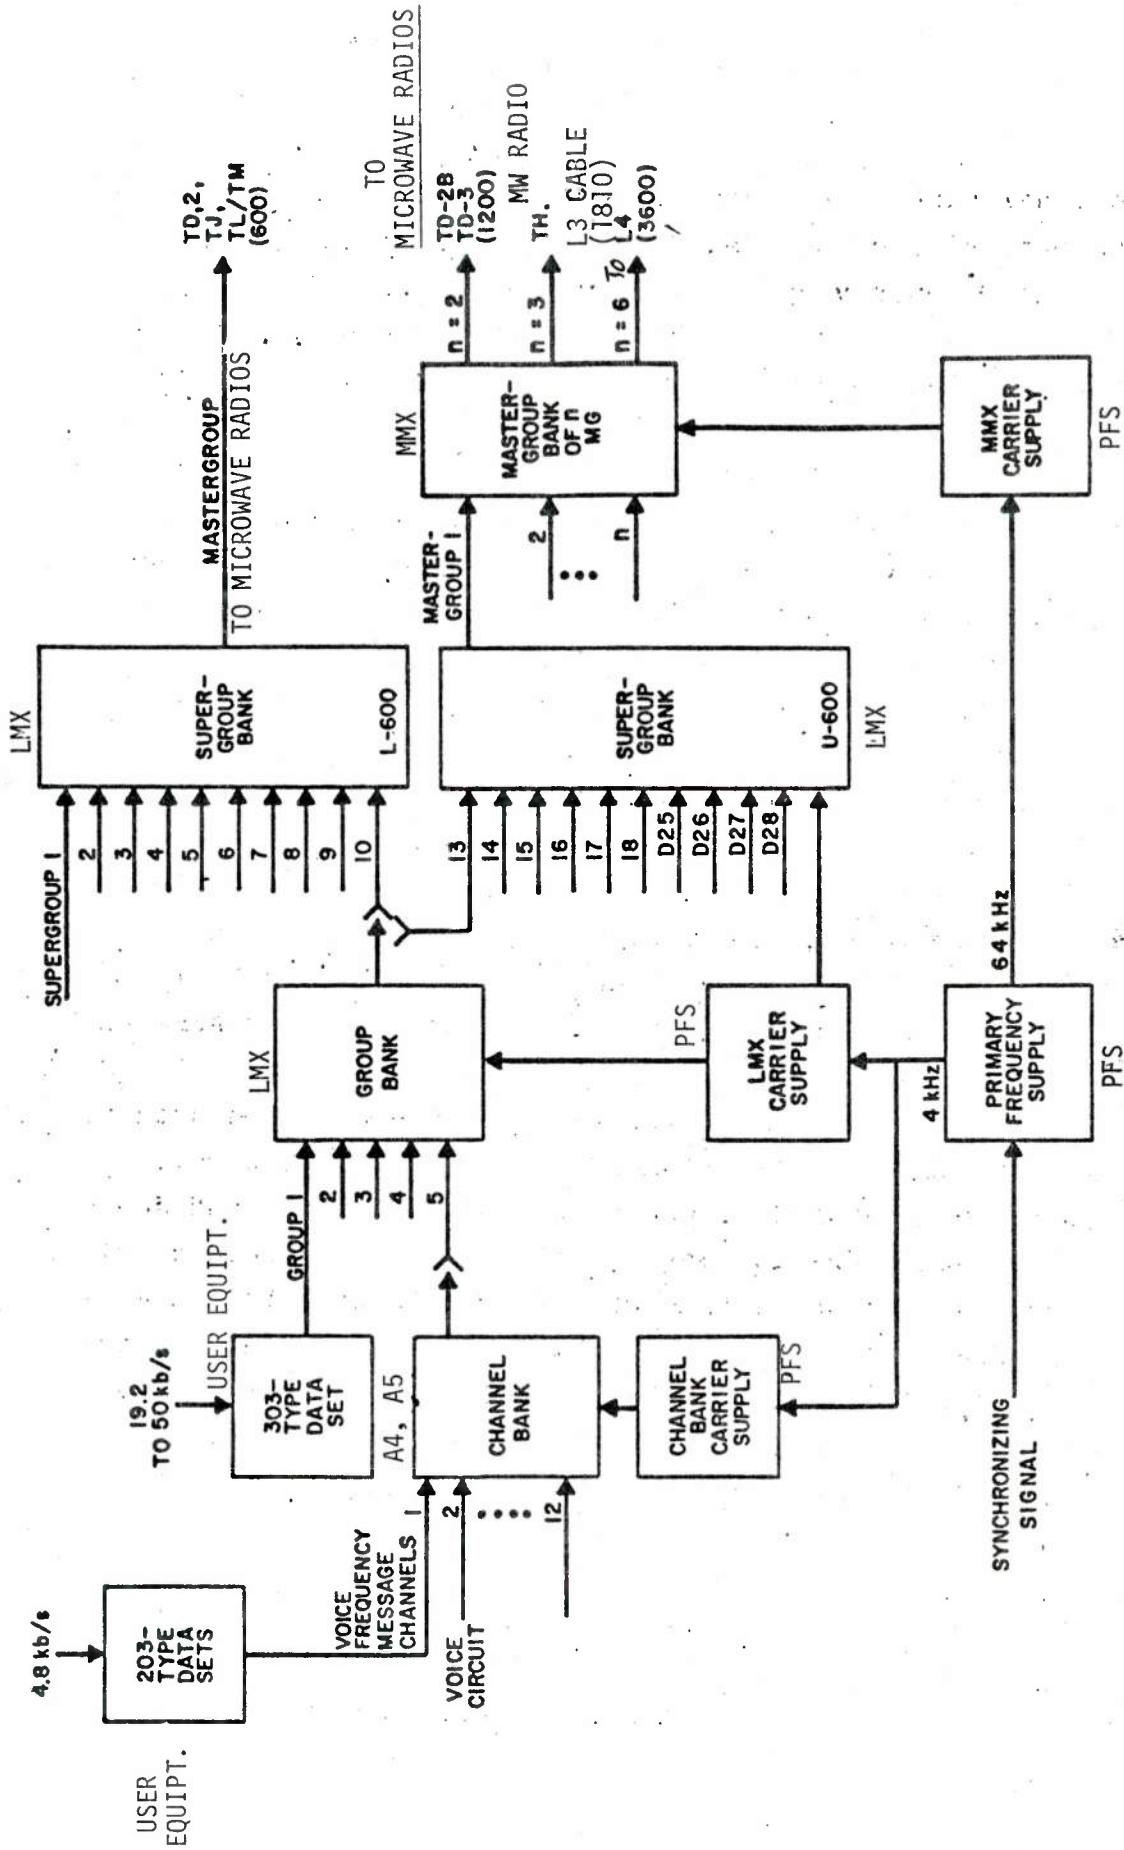 USER
EQUIPT.
4.8 kb/s
203-
TYPE
DATA
SETS
VOICE
FREQUENCY
MESSAGE
CHANNELS
1
2
12
VOICE
CIRCUIT
19.2
TO 50 kb/s
USER EQUIPT.
303-
TYPE
DATA
SET
A4, A5
CHANNEL
BANK
CHANNEL
BANK
CARRIER
SUPPLY
PFS
SYNCHRONIZING
SIGNAL
GROUP 1
2
3
4
5
LMX
GROUP
BANK
PFS
LMX
CARRIER
SUPPLY
4 kHz
PRIMARY
FREQUENCY
SUPPLY
PFS
64 kHz
SUPERGROUP 1
2
3
4
5
6
7
8
9
10
13
14
15
16
17
18
D25
D26
D27
D28
LMX
SUPER-
GROUP
BANK
L-600
SUPER-
GROUP
BANK
U-600
LMX
MASTERGROUP
TO MICROWAVE RADIOS
TD,2,
TJ,
TL/TM
(600)
MASTER-
GROUP 1
2
n
MMX
MASTER-
GROUP
BANK
OF n
MG
MMX
CARRIER
SUPPLY
PFS
n = 2
n = 3
n = 6
TO
MICROWAVE RADIOS
TD-2B
TD-3
(1200)
MW RADIO
TH.
L3 CABLE
(1810)
TO
L4
(3600)